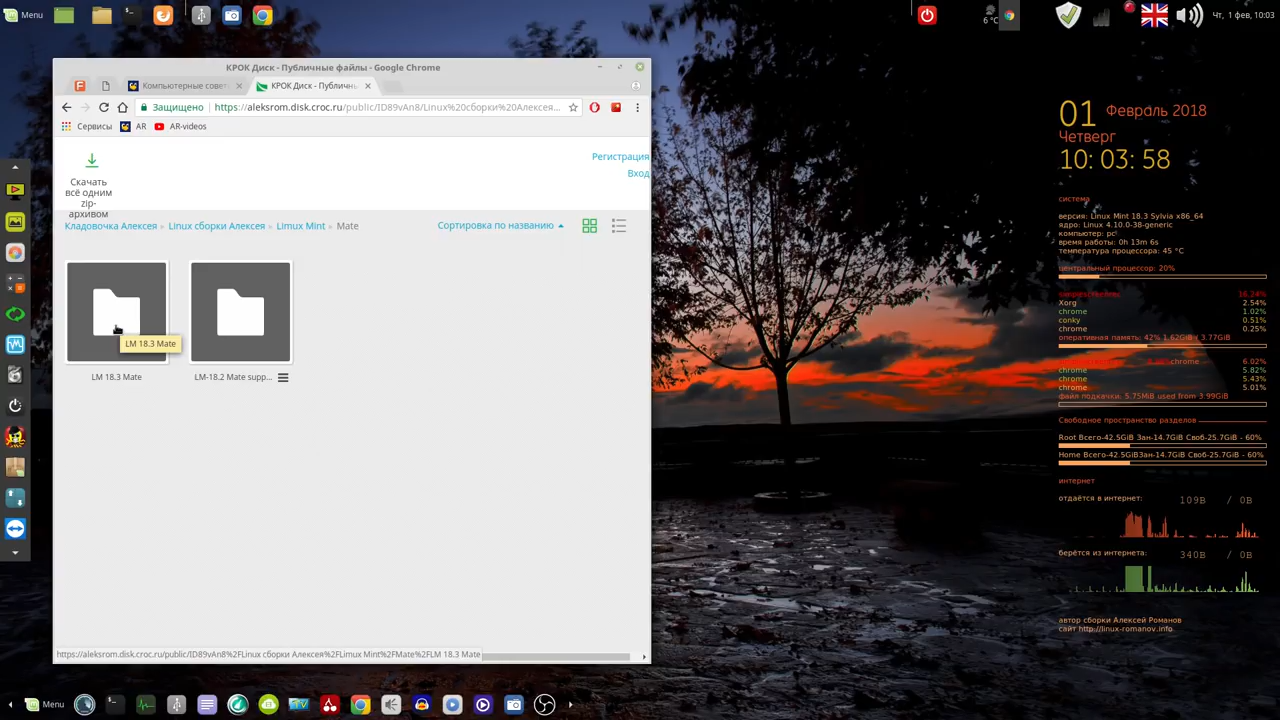 Menu
6 °C
Чт, 1 фев, 10:03
КРОК Диск - Публичные файлы - Google Chrome
Компьютерные совет
КРОК Диск - Публичн
Защищено
https://aleksrom.disk.croc.ru/public/ID89vAn8/Linux%20сборки%20Алексея...
Сервисы
AR
AR-videos
Скачать
всё одним
zip-
архивом
Регистрация
Вход
Кладовочка Алексея » Linux сборки Алексея » Limux Mint » Mate
Сортировка по названию
LM 18.3 Mate
LM 18.3 Mate
LM-18.2 Mate supp...
https://aleksrom.disk.croc.ru/public/ID89vAn8%2FLinux сборки Алексея%2FLimux Mint%2FMate%2FLM 18.3 Mate
01 Февраль 2018
Четверг
10: 03: 58
система
версия: Linux Mint 18.3 Sylvia x86_64
ядро: Linux 4.10.0-38-generic
компьютер: pc
время работы: 0h 13m 6s
температура процессора: 45 °C
центральный процессор: 20%
16.24%
Xorg 2.54%
chrome 1.02%
conky 0.51%
chrome 0.25%
оперативная память: 42% 1.62GiB / 3.77GiB
chrome 6.02%
chrome 5.82%
chrome 5.43%
chrome 5.01%
файл подкачки: 5.75MiB used from 3.99GiB
Свободное пространство разделов
Root Всего-42.5GiB Зан-14.7GiB Своб-25.7GiB - 60%
Home Всего-42.5GiBЗан-14.7GiB Своб-25.7GiB - 60%
интернет
отдаётся в интернет: 109B / 0B
берётся из интернета: 340B / 0B
автор сборки Алексей Романов
сайт http://linux-romanov.info
Menu